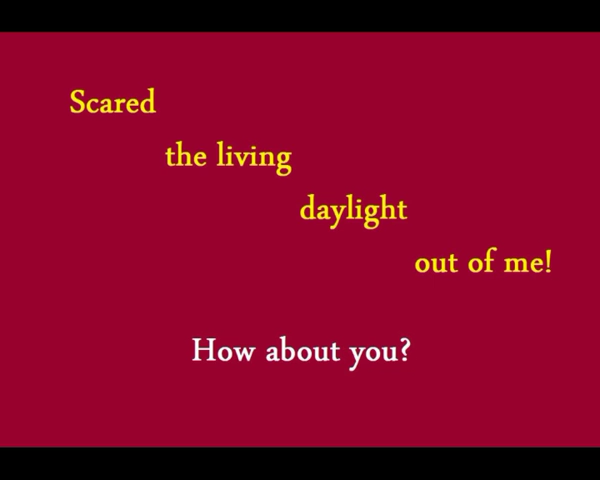 Scared
the living
daylight
out of me!
How about you?